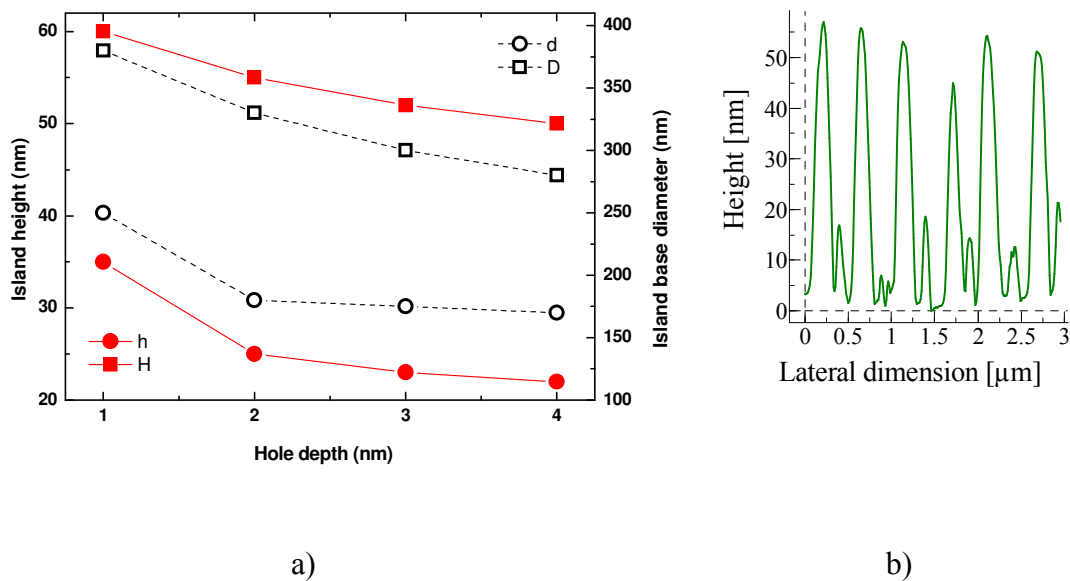 60
50
40
30
20
Island height (nm)
1
2
3
4
Hole depth (nm)
400
350
300
250
200
150
100
Island base diameter (nm)
d
D
h
H
a)
50
40
30
20
10
0
Height [nm]
0
0.5
1
1.5
2
2.5
3
Lateral dimension [µm]
b)